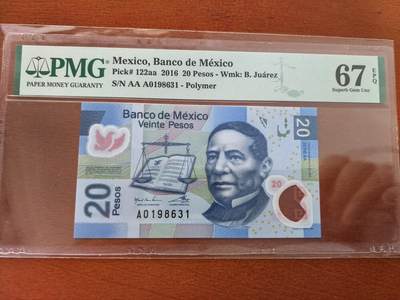 PMG
PAPER MONEY GUARANTY
Mexico, Banco de México
Pick# 122aa 2016 20 Pesos - Wmk: B. Juárez
S/N AA A0198631 - Polymer
67 EPQ
Superb Gem Unc
Banco de México
Veinte Pesos
20
20
20 Pesos
A0198631